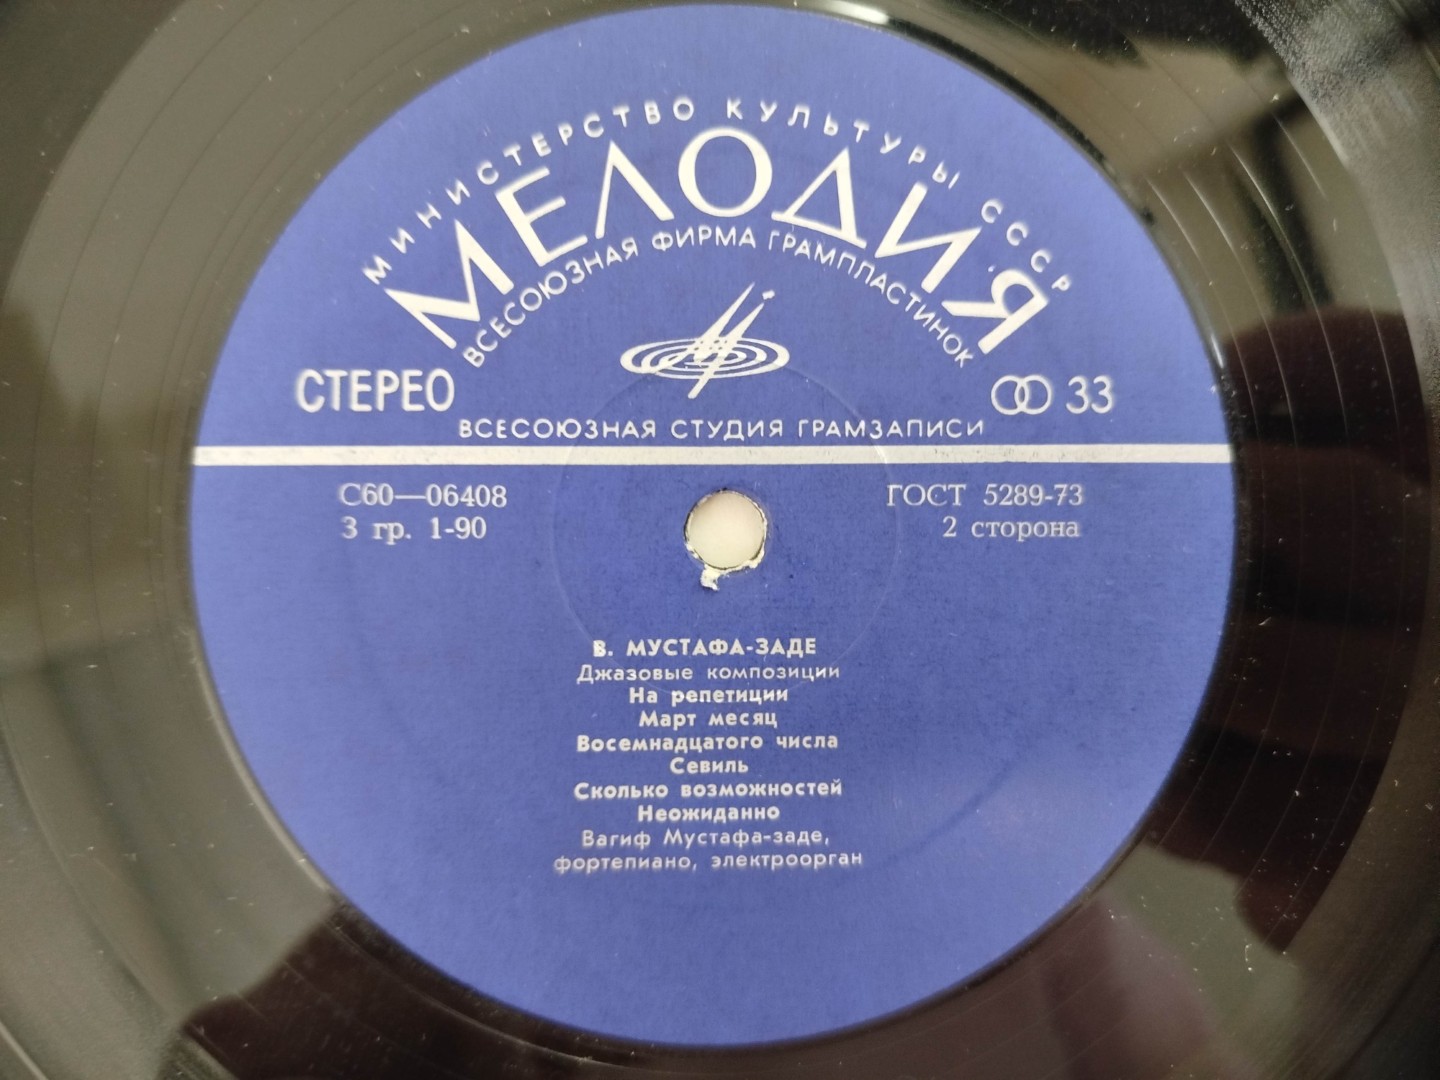 МИНИСТЕРСТВО КУЛЬТУРЫ СССР
МЕЛОДИЯ
ВСЕСОЮЗНАЯ ФИРМА ГРАМПЛАСТИНОК
СТЕРЕО
33
ВСЕСОЮЗНАЯ СТУДИЯ ГРАМЗАПИСИ
С60—06408
ГОСТ 5289-73
3 гр. 1-90
2 сторона
В. МУСТАФА-ЗАДЕ
Джазовые композиции
На репетиции
Март месяц
Восемнадцатого числа
Севиль
Сколько возможностей
Неожиданно
Вагиф Мустафа-заде,
фортепиано, электроорган